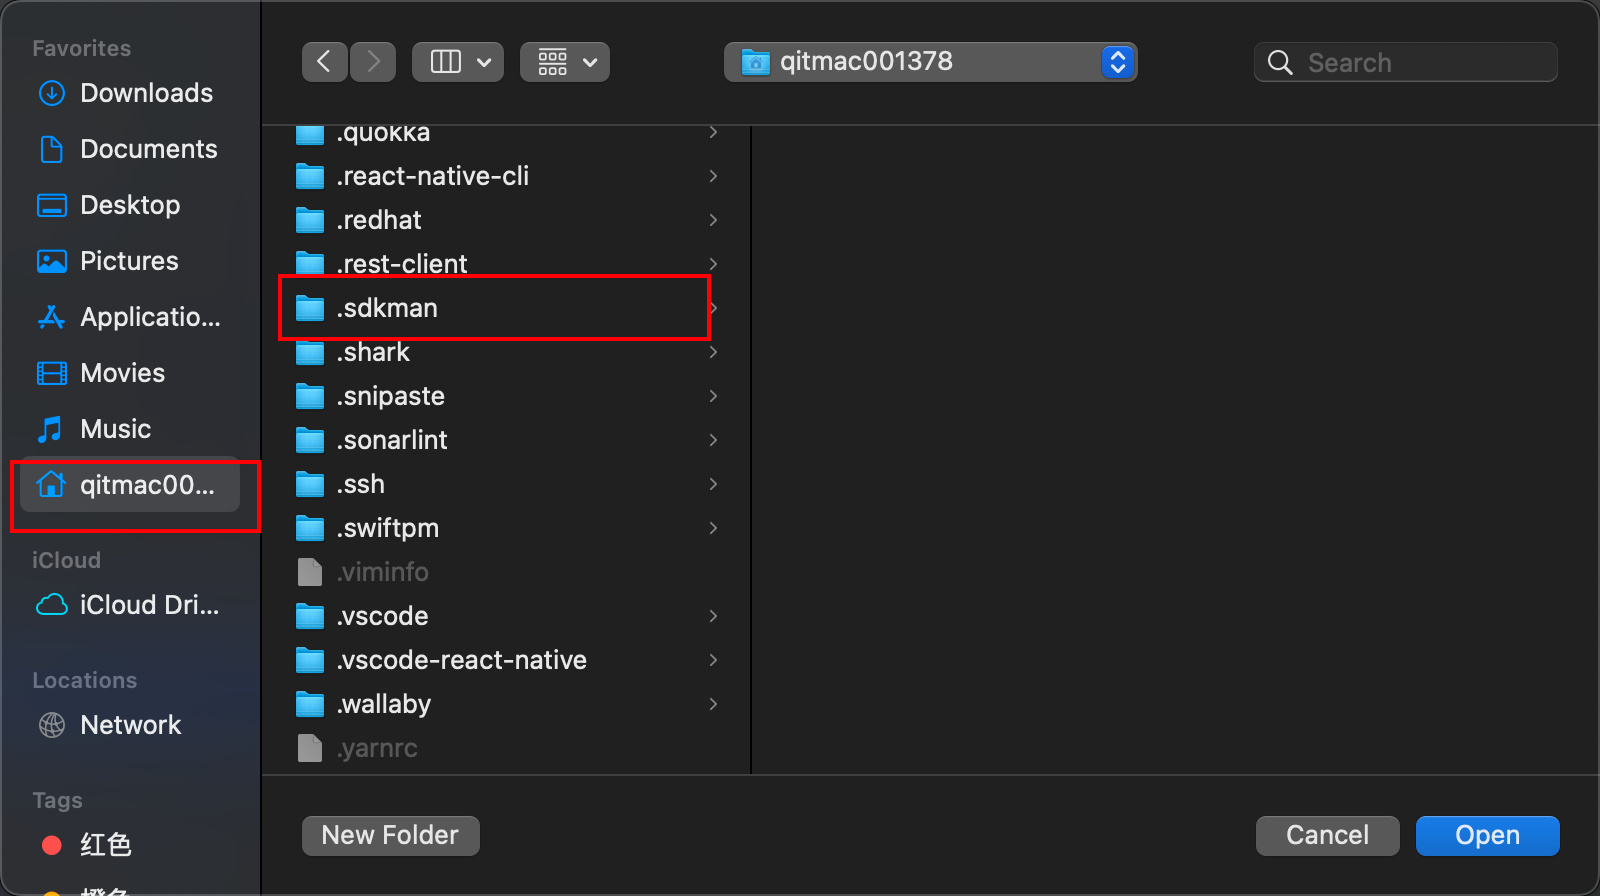 Favorites
Downloads
Documents
Desktop
Pictures
Applicatio...
Movies
Music
qitmac00...
iCloud
iCloud Dri...
Locations
Network
Tags
红色
橙色
qitmac001378
Search
.quokka
.react-native-cli
.redhat
.rest-client
.sdkman
.shark
.snipaste
.sonarlint
.ssh
.swiftpm
.viminfo
.vscode
.vscode-react-native
.wallaby
.yarnrc
New Folder
Cancel
Open